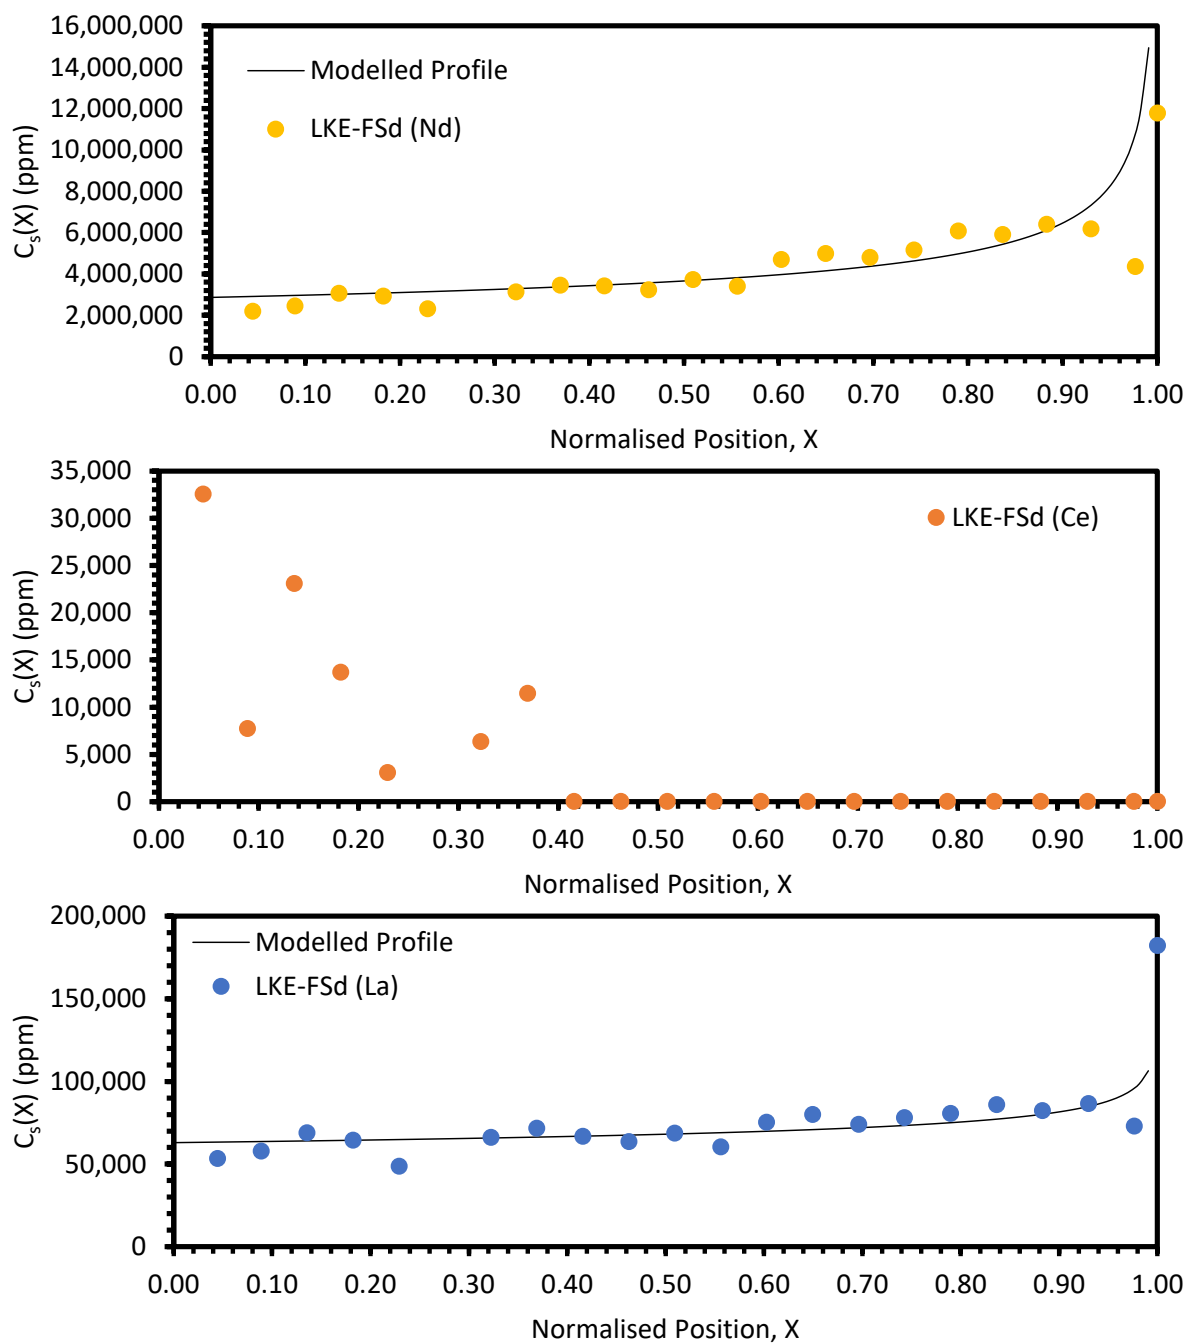 16,000,000
14,000,000
12,000,000
10,000,000
8,000,000
6,000,000
4,000,000
2,000,000
0
Cs(X) (ppm)
Modelled Profile
LKE-FSd (Nd)
0.00 0.10 0.20 0.30 0.40 0.50 0.60 0.70 0.80 0.90 1.00
Normalised Position, X
35,000
30,000
25,000
20,000
15,000
10,000
5,000
0
Cs(X) (ppm)
LKE-FSd (Ce)
0.00 0.10 0.20 0.30 0.40 0.50 0.60 0.70 0.80 0.90 1.00
Normalised Position, X
200,000
150,000
100,000
50,000
0
Cs(X) (ppm)
Modelled Profile
LKE-FSd (La)
0.00 0.10 0.20 0.30 0.40 0.50 0.60 0.70 0.80 0.90 1.00
Normalised Position, X